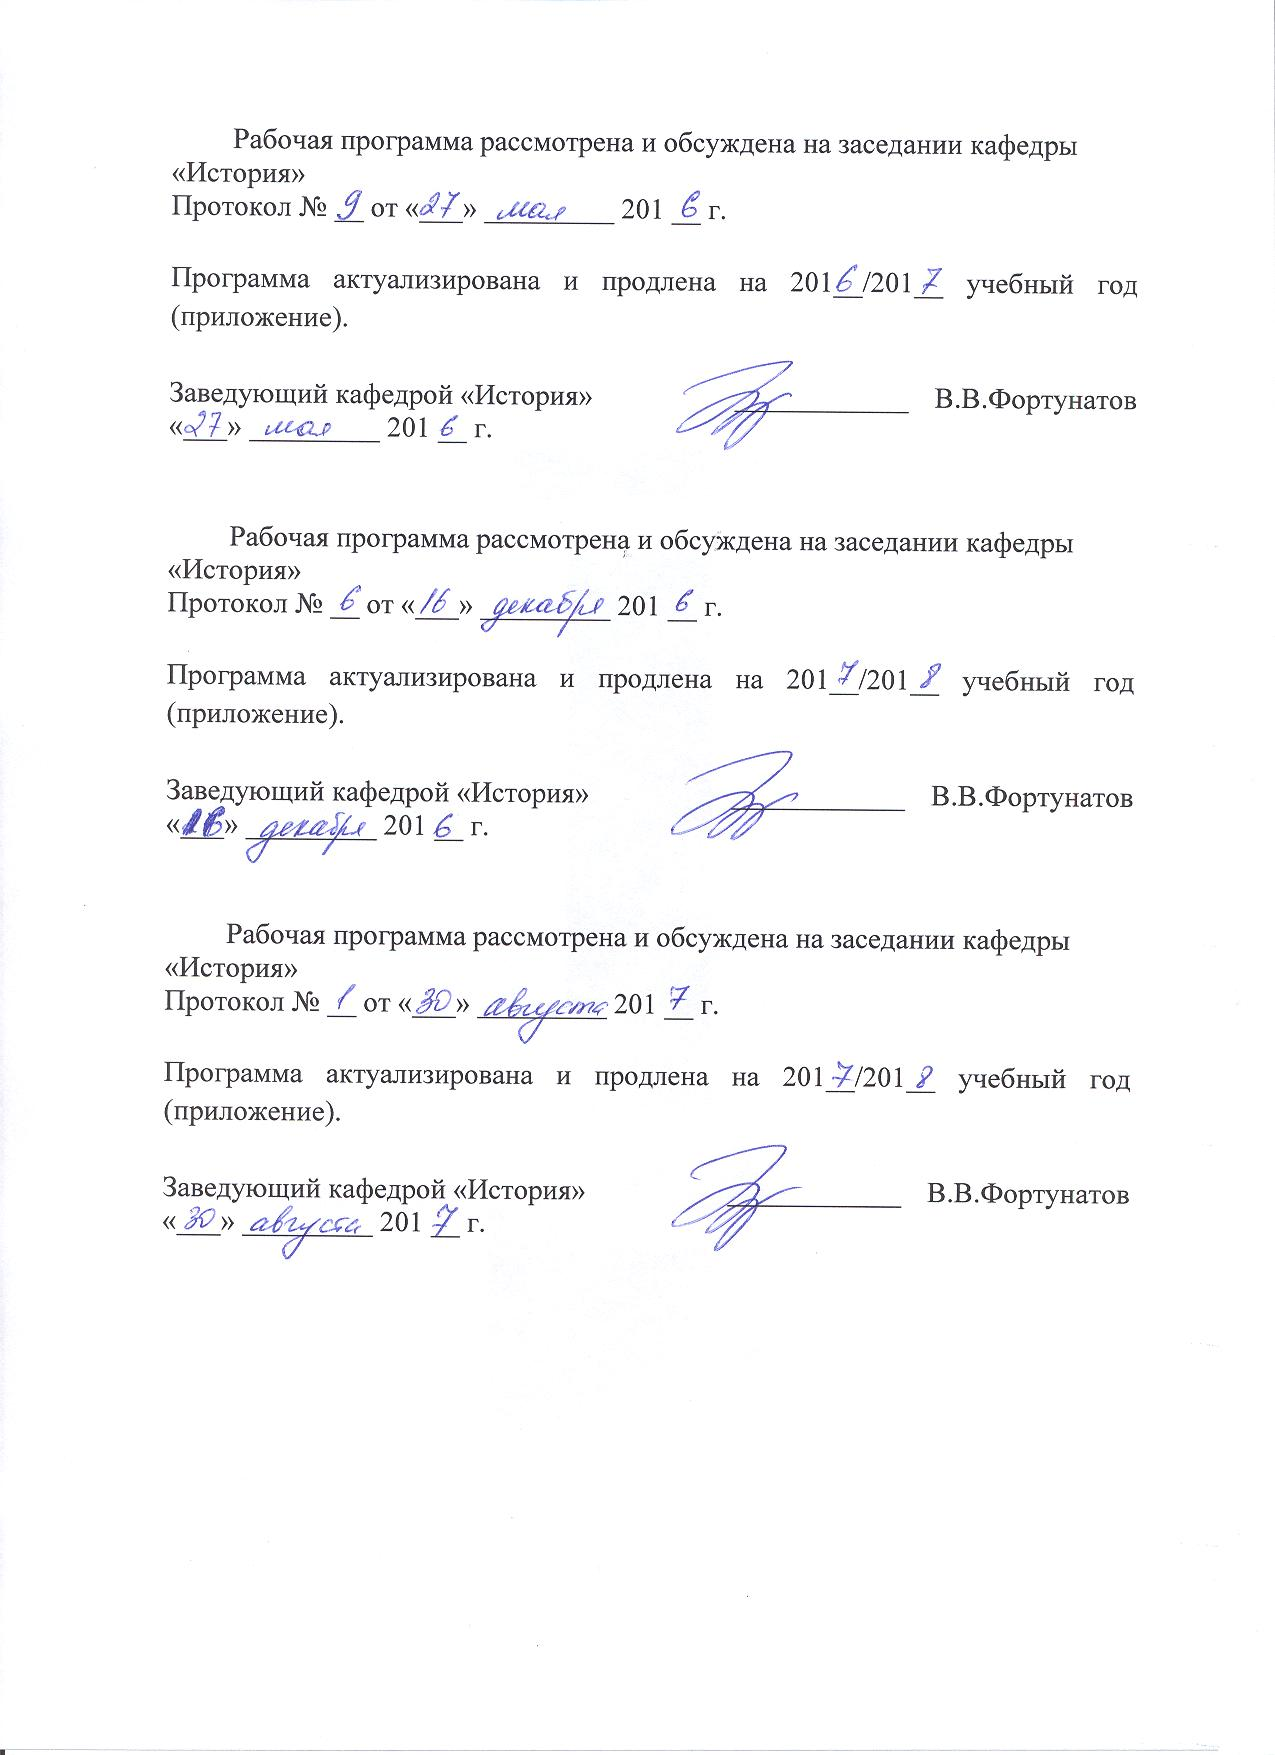 Рабочая программа рассмотрена и обсуждена на заседании кафедры
«История»
Протокол № 9 от «27» мая 201 6 г.
Программа актуализирована и продлена на 2016/2017 учебный год
(приложение).
Заведующий кафедрой «История» В.В.Фортунатов
«27» мая 201 6 г.
Рабочая программа рассмотрена и обсуждена на заседании кафедры
«История»
Протокол № 6 от «16» декабря 201 6 г.
Программа актуализирована и продлена на 2017/2018 учебный год
(приложение).
Заведующий кафедрой «История» В.В.Фортунатов
«16» декабря 201 6 г.
Рабочая программа рассмотрена и обсуждена на заседании кафедры
«История»
Протокол № 1 от «30» августа 201 7 г.
Программа актуализирована и продлена на 2017/2018 учебный год
(приложение).
Заведующий кафедрой «История» В.В.Фортунатов
«30» августа 201 7 г.